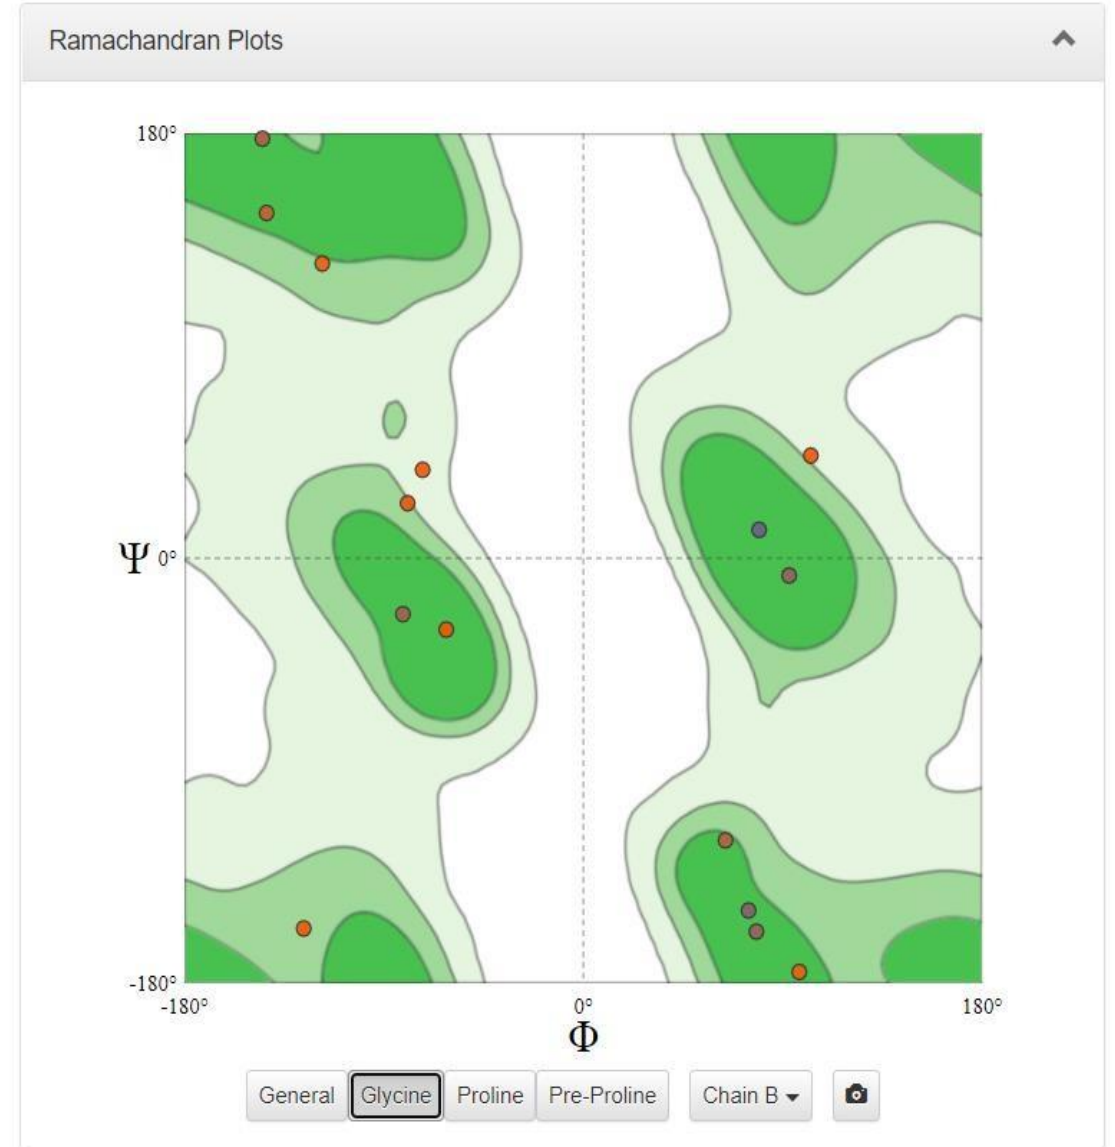 Ramachandran Plots
180°
Ψ 0°
-180°
-180° 0° 180°
Φ
General Glycine Proline Pre-Proline Chain B